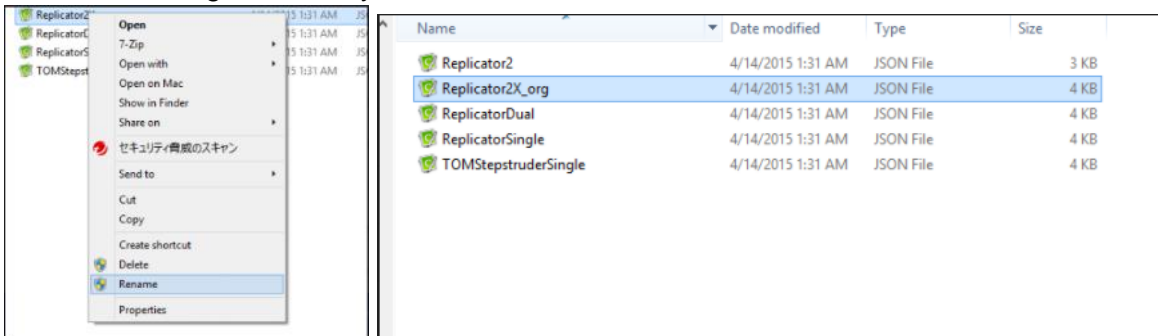 Replicator2
Replicator
Replicator
TOMStepst
15 1:31 AM
15 1:31 AM
15 1:31 AM
15 1:31 AM
Open
7-Zip
Open with
Open on Mac
Show in Finder
Share on
セキュリティ脅威のスキャン
Send to
Cut
Copy
Create shortcut
Delete
Rename
Properties
Name Date modified Type Size
Replicator2 4/14/2015 1:31 AM JSON File 3 KB
Replicator2X_org 4/14/2015 1:31 AM JSON File 4 KB
ReplicatorDual 4/14/2015 1:31 AM JSON File 4 KB
ReplicatorSingle 4/14/2015 1:31 AM JSON File 4 KB
TOMStepstruderSingle 4/14/2015 1:31 AM JSON File 4 KB